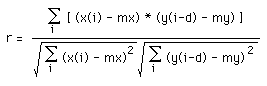 r = ∑ i [ (x(i) - mx) * (y(i-d) - my) ]
√ ∑ i (x(i) - mx)² √ ∑ i (y(i-d) - my)²